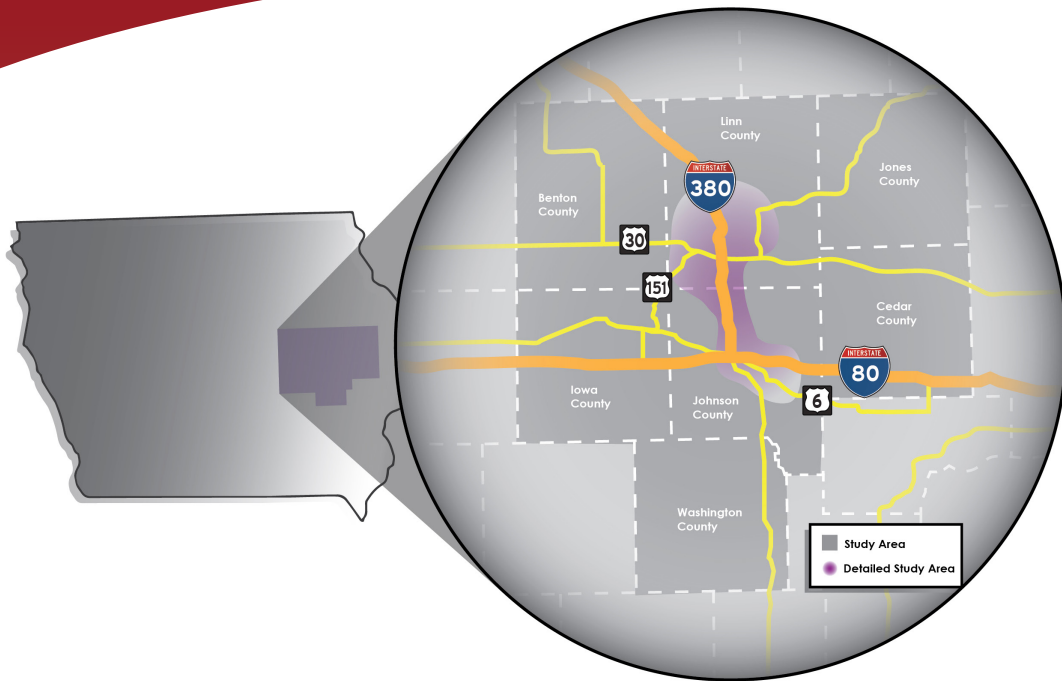 Linn
County
Jones
County
INTERSTATE
380
Benton
County
30
151
Cedar
County
INTERSTATE
80
Iowa
County
Johnson
County
6
Washington
County
Study Area
Detailed Study Area